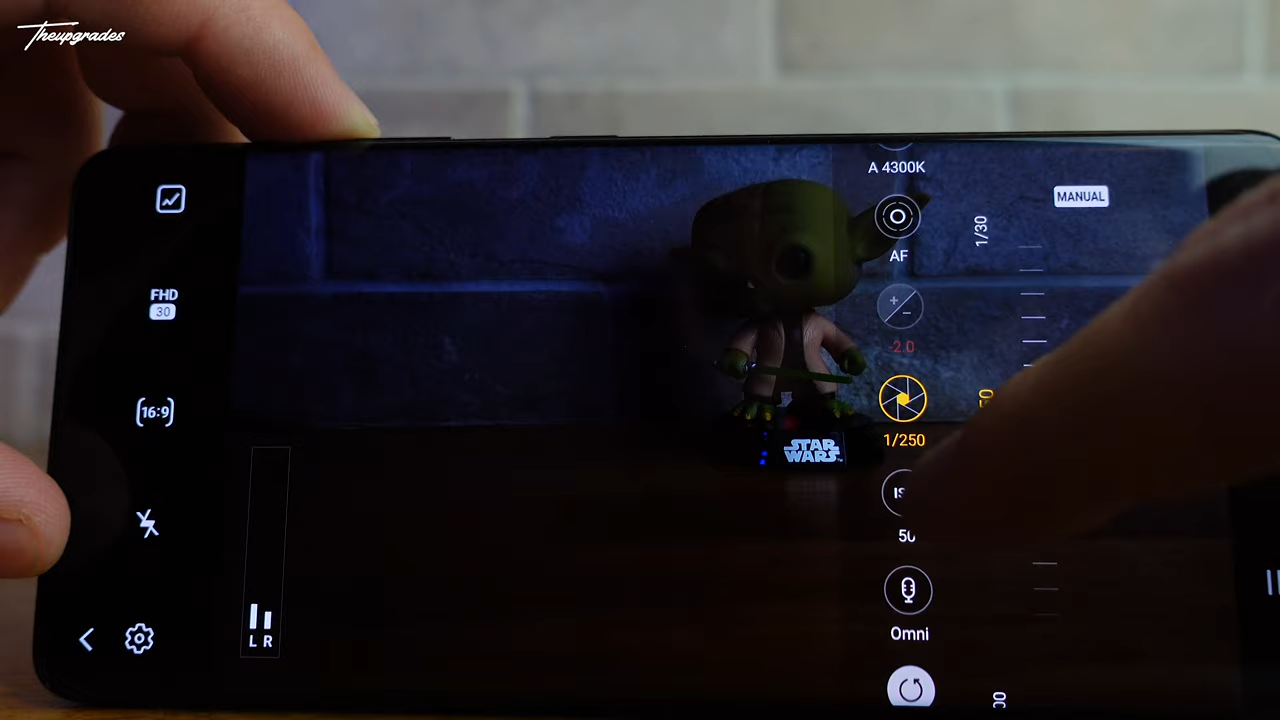 Theupgrades
A 4300K
MANUAL
1/30
AF
FHD
30
-2.0
16:9
1/250
STAR
WARS
50
Omni
L R